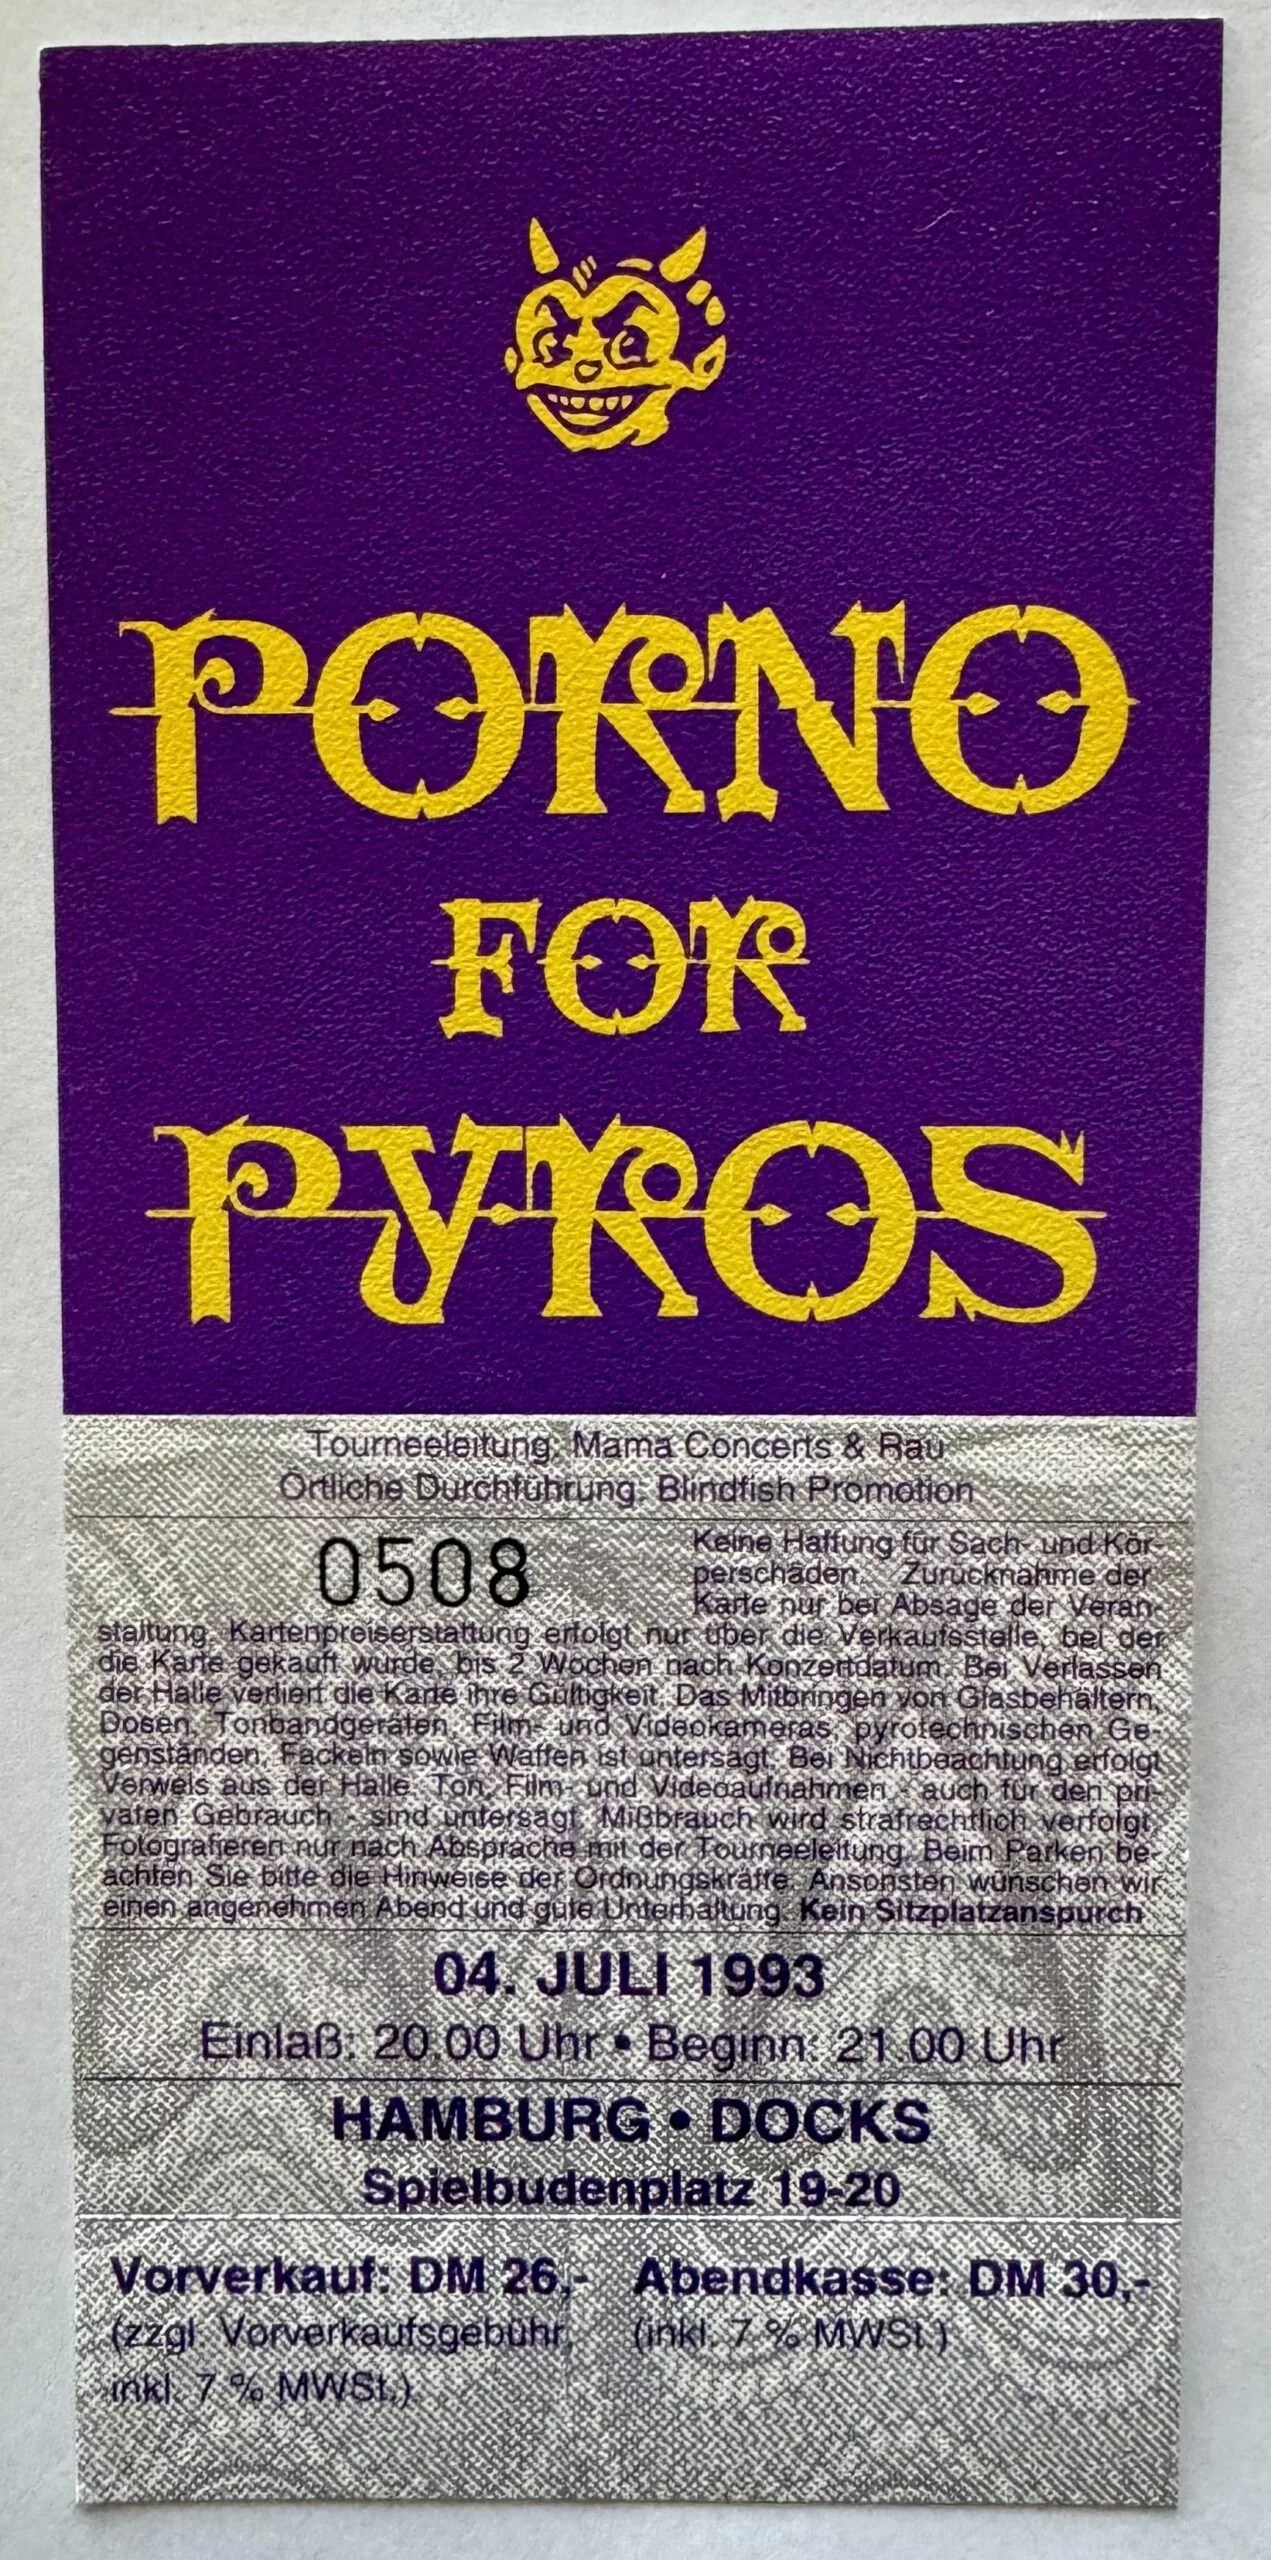 PORNO
FOR
PYROS
Tourneeleitung: Mama Concerts & Rau
Örtliche Durchführung: Blindfish Promotion
0508
Keine Haftung für Sach- und Kör-
perschäden. Zurücknahme der
Karte nur bei Absage der Veran-
staltung. Kartenpreiserstattung erfolgt nur über die Verkaufsstelle, bei der
die Karte gekauft wurde, bis 2 Wochen nach Konzertdatum. Bei Verlassen
der Halle verliert die Karte ihre Gültigkeit. Das Mitbringen von Glasbehältern,
Dosen, Tonbandgeräten, Film- und Videokameras, pyrotechnischen Ge-
genständen, Fackeln sowie Waffen ist untersagt. Bei Nichtbeachtung erfolgt
Verweis aus der Halle. Ton, Film- und Videoaufnahmen - auch für den pri-
vaten Gebrauch - sind untersagt. Mißbrauch wird strafrechtlich verfolgt.
Fotografieren nur nach Absprache mit der Tourneeleitung. Beim Parken be-
achten Sie bitte die Hinweise der Ordnungskräfte. Ansonsten wünschen wir
einen angenehmen Abend und gute Unterhaltung. Kein Sitzplatzanspurch
04. JULI 1993
Einlaß: 20.00 Uhr • Beginn: 21.00 Uhr
HAMBURG • DOCKS
Spielbudenplatz 19-20
Vorverkauf: DM 26,- Abendkasse: DM 30,-
(zzgl. Vorverkaufsgebühr, (inkl. 7 % MWSt.)
inkl. 7 % MWSt.)